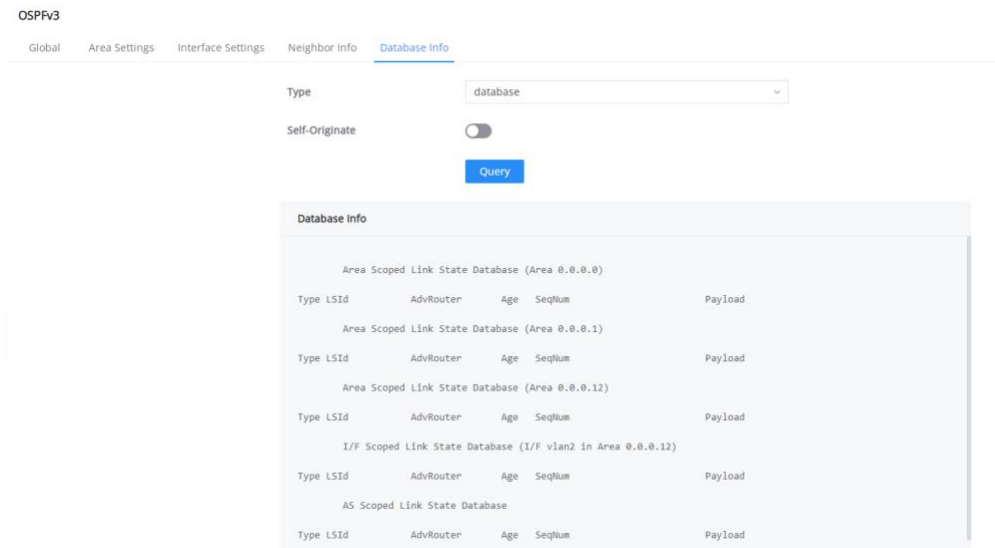 OSPFv3
Global Area Settings Interface Settings Neighbor Info Database Info
Type database
Self-Originate
Query
Database Info
Area Scoped Link State Database (Area 0.0.0.0)
Type LSId AdvRouter Age SeqNum Payload
Area Scoped Link State Database (Area 0.0.0.1)
Type LSId AdvRouter Age SeqNum Payload
Area Scoped Link State Database (Area 0.0.0.12)
Type LSId AdvRouter Age SeqNum Payload
I/F Scoped Link State Database (I/F vlan2 in Area 0.0.0.12)
Type LSId AdvRouter Age SeqNum Payload
AS Scoped Link State Database
Type LSId AdvRouter Age SeqNum Payload